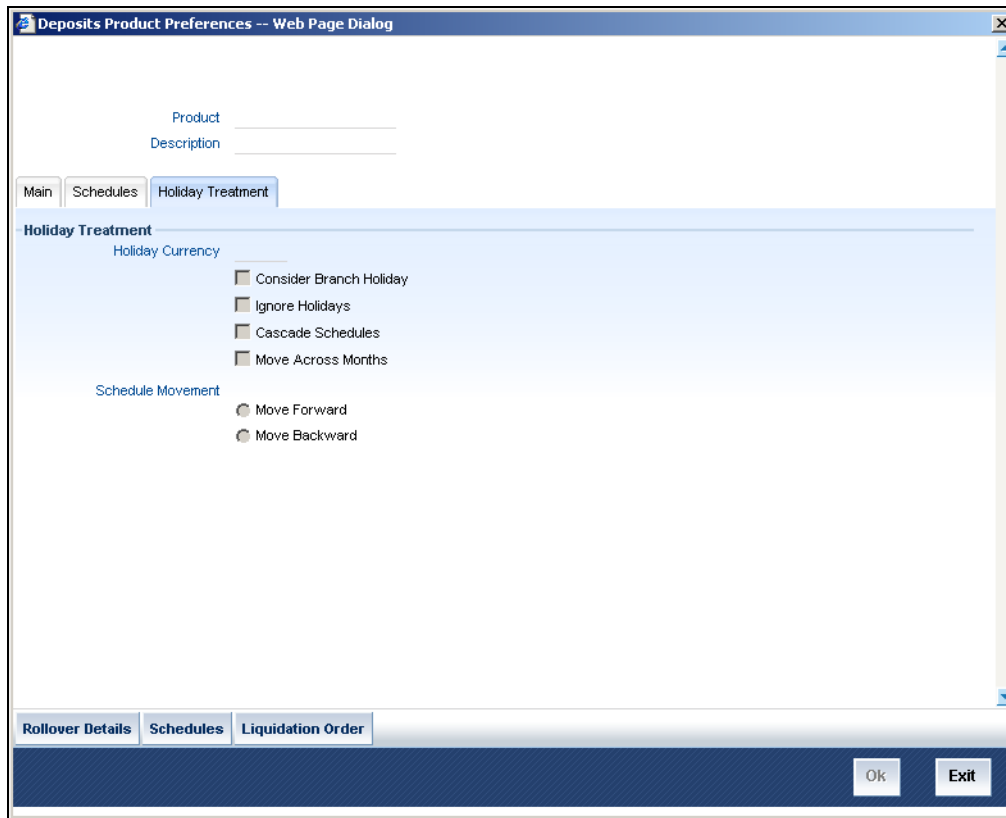 Deposits Product Preferences -- Web Page Dialog
Product
Description
Main Schedules Holiday Treatment
Holiday Treatment
Holiday Currency
Consider Branch Holiday
Ignore Holidays
Cascade Schedules
Move Across Months
Schedule Movement
Move Forward
Move Backward
Rollover Details Schedules Liquidation Order
Ok Exit